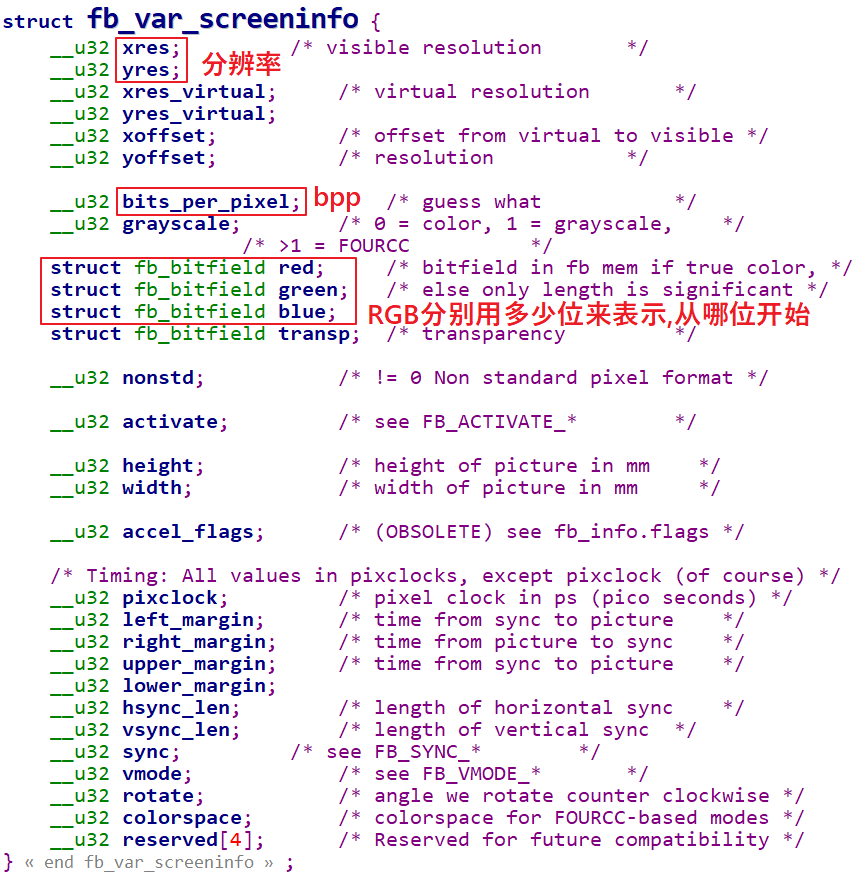 struct fb_var_screeninfo {
__u32 xres; /* visible resolution */
__u32 yres; 分辨率
__u32 xres_virtual; /* virtual resolution */
__u32 yres_virtual;
__u32 xoffset; /* offset from virtual to visible */
__u32 yoffset; /* resolution */
__u32 bits_per_pixel; bpp /* guess what */
__u32 grayscale; /* 0 = color, 1 = grayscale, */
/* >1 = FOURCC */
struct fb_bitfield red; /* bitfield in fb mem if true color, */
struct fb_bitfield green; /* else only length is significant */
struct fb_bitfield blue; RGB分别用多少位来表示,从哪位开始
struct fb_bitfield transp; /* transparency */
__u32 nonstd; /* != 0 Non standard pixel format */
__u32 activate; /* see FB_ACTIVATE_* */
__u32 height; /* height of picture in mm */
__u32 width; /* width of picture in mm */
__u32 accel_flags; /* (OBSOLETE) see fb_info.flags */
/* Timing: All values in pixclocks, except pixclock (of course) */
__u32 pixclock; /* pixel clock in ps (pico seconds) */
__u32 left_margin; /* time from sync to picture */
__u32 right_margin; /* time from picture to sync */
__u32 upper_margin; /* time from sync to picture */
__u32 lower_margin;
__u32 hsync_len; /* length of horizontal sync */
__u32 vsync_len; /* length of vertical sync */
__u32 sync; /* see FB_SYNC_* */
__u32 vmode; /* see FB_VMODE_* */
__u32 rotate; /* angle we rotate counter clockwise */
__u32 colorspace; /* colorspace for FOURCC-based modes */
__u32 reserved[4]; /* Reserved for future compatibility */
} « end fb_var_screeninfo » ;